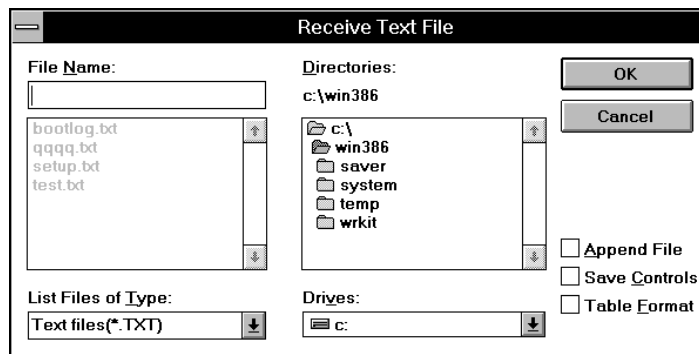 Receive Text File
File Name:
bootlog.txt
qqqq.txt
setup.txt
test.txt
List Files of Type:
Text files(*.TXT)
Directories:
c:\win386
c:\
win386
saver
system
temp
wrkit
Drives:
c:
OK
Cancel
Append File
Save Controls
Table Format